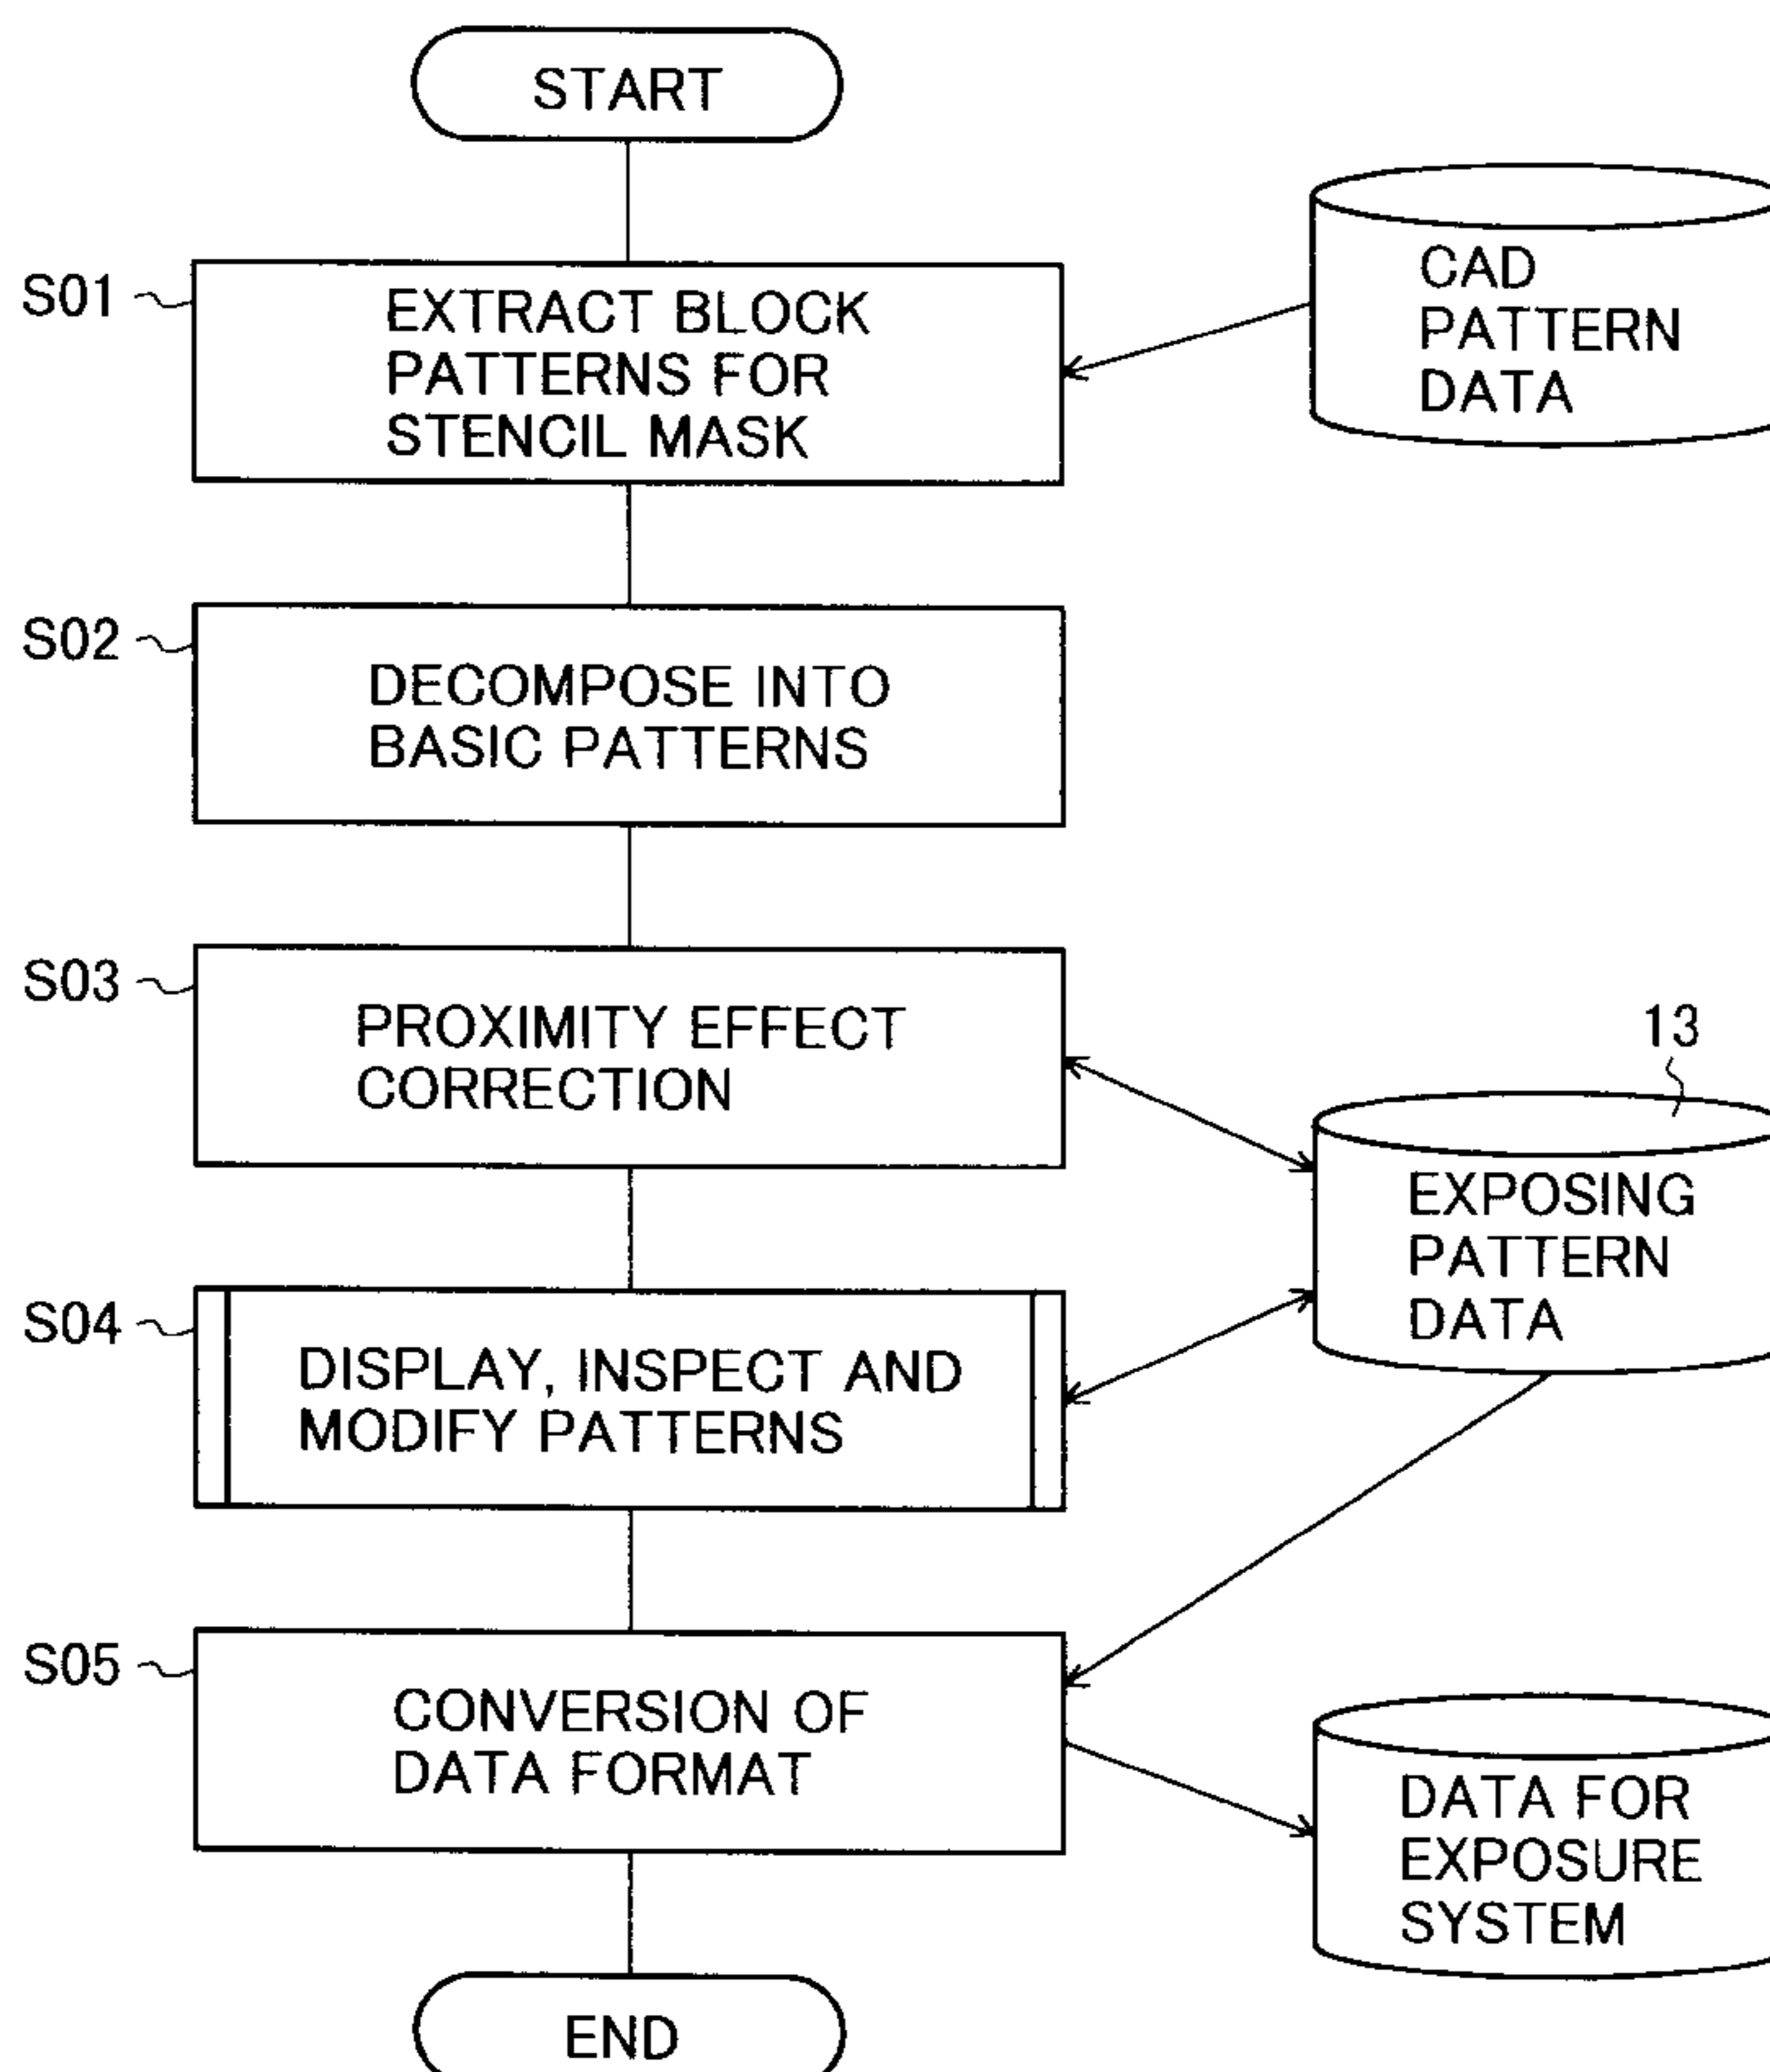 START
S01
EXTRACT BLOCK
PATTERNS FOR
STENCIL MASK
CAD
PATTERN
DATA
S02
DECOMPOSE INTO
BASIC PATTERNS
S03
PROXIMITY EFFECT
CORRECTION
13
EXPOSING
PATTERN
DATA
S04
DISPLAY, INSPECT AND
MODIFY PATTERNS
S05
CONVERSION OF
DATA FORMAT
DATA FOR
EXPOSURE
SYSTEM
END